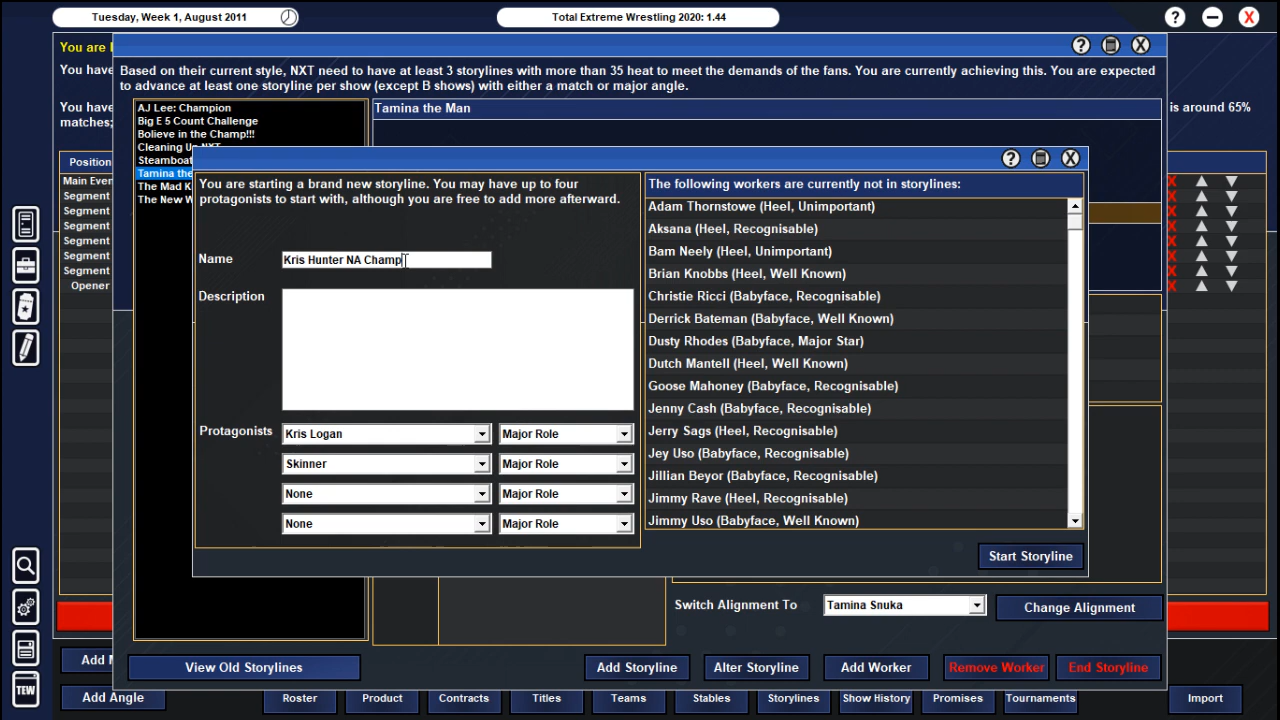 Tuesday, Week 1, August 2011
Total Extreme Wrestling 2020: 1.44
You are
You have
You have
matches;
is around 65%
Based on their current style, NXT need to have at least 3 storylines with more than 35 heat to meet the demands of the fans. You are currently achieving this. You are expected
to advance at least one storyline per show (except B shows) with either a match or major angle.
AJ Lee: Champion
Big E 5 Count Challenge
Bolieve in the Champ!!!
Cleaning Up NXT
Steamboat
Tamina the
The Mad K
The New W
Tamina the Man
Position
Main Even
Segment
Segment
Segment
Segment
Segment
Segment
Opener
You are starting a brand new storyline. You may have up to four
protagonists to start with, although you are free to add more afterward.
Name
Kris Hunter NA Champ
Description
Protagonists
Kris Logan
Major Role
Skinner
Major Role
None
Major Role
None
Major Role
The following workers are currently not in storylines:
Adam Thornstowe (Heel, Unimportant)
Aksana (Heel, Recognisable)
Bam Neely (Heel, Unimportant)
Brian Knobbs (Heel, Well Known)
Christie Ricci (Babyface, Recognisable)
Derrick Bateman (Babyface, Well Known)
Dusty Rhodes (Babyface, Major Star)
Dutch Mantell (Heel, Well Known)
Goose Mahoney (Babyface, Recognisable)
Jenny Cash (Babyface, Recognisable)
Jerry Sags (Heel, Recognisable)
Jey Uso (Babyface, Recognisable)
Jillian Beyor (Babyface, Recognisable)
Jimmy Rave (Heel, Recognisable)
Jimmy Uso (Babyface, Well Known)
Start Storyline
Switch Alignment To
Tamina Snuka
Change Alignment
View Old Storylines
Add Storyline
Alter Storyline
Add Worker
Remove Worker
End Storyline
Add M
Add Angle
Roster
Product
Contracts
Titles
Teams
Stables
Storylines
Show History
Promises
Tournaments
Import
TEW